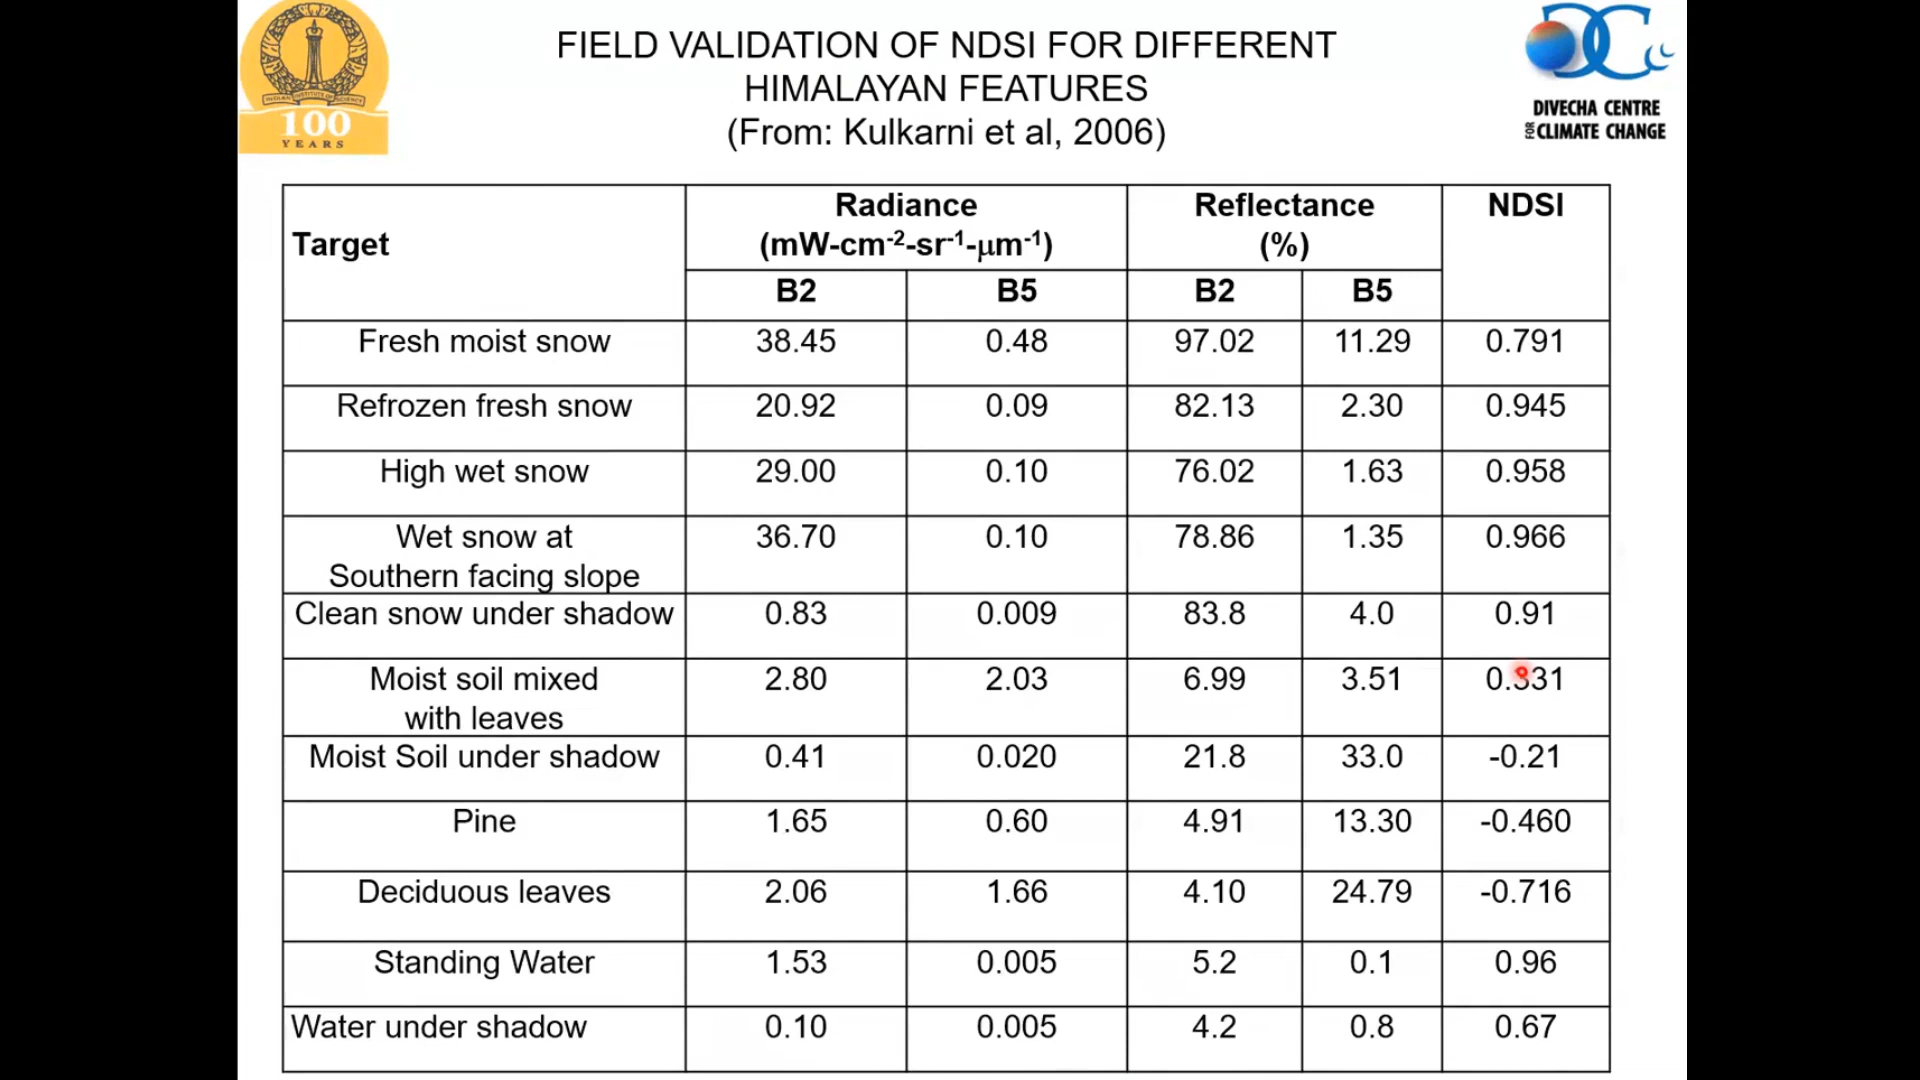 INDIAN INSTITUTE OF SCIENCE
100
YEARS
FIELD VALIDATION OF NDSI FOR DIFFERENT
HIMALAYAN FEATURES
(From: Kulkarni et al, 2006)
DIVECHA CENTRE
FOR CLIMATE CHANGE
Target Radiance (mW-cm⁻²-sr⁻¹-μm⁻¹) Reflectance (%) NDSI
B2 B5 B2 B5
Fresh moist snow 38.45 0.48 97.02 11.29 0.791
Refrozen fresh snow 20.92 0.09 82.13 2.30 0.945
High wet snow 29.00 0.10 76.02 1.63 0.958
Wet snow at 36.70 0.10 78.86 1.35 0.966
Southern facing slope
Clean snow under shadow 0.83 0.009 83.8 4.0 0.91
Moist soil mixed 2.80 2.03 6.99 3.51 0.331
with leaves
Moist Soil under shadow 0.41 0.020 21.8 33.0 -0.21
Pine 1.65 0.60 4.91 13.30 -0.460
Deciduous leaves 2.06 1.66 4.10 24.79 -0.716
Standing Water 1.53 0.005 5.2 0.1 0.96
Water under shadow 0.10 0.005 4.2 0.8 0.67